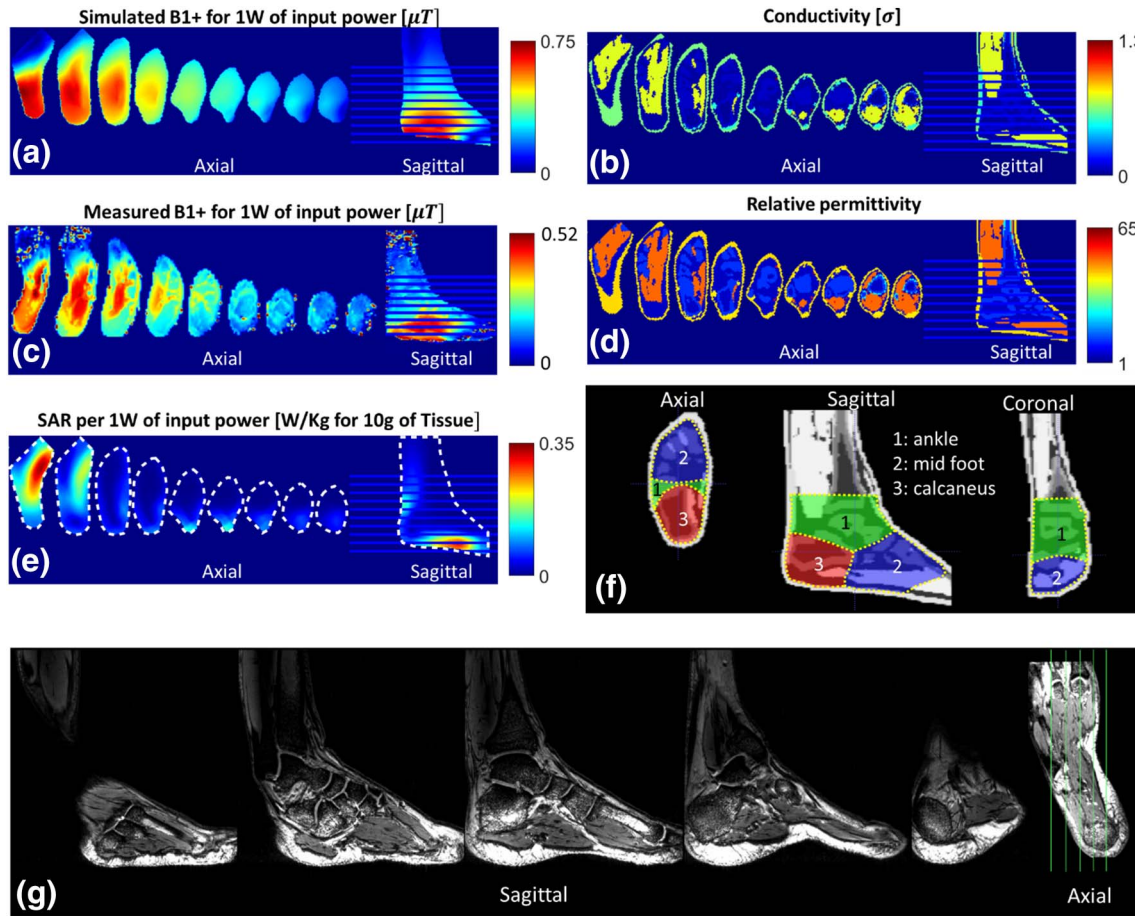 Simulated B1+ for 1W of input power [μT]
0.75
0
(a)
Axial
Sagittal
Conductivity [σ]
1.3
0
(b)
Axial
Sagittal
Measured B1+ for 1W of input power [μT]
0.52
0
(c)
Axial
Sagittal
Relative permittivity
65
1
(d)
Axial
Sagittal
SAR per 1W of input power [W/Kg for 10g of Tissue]
0.35
0
(e)
Axial
Sagittal
Axial
Sagittal
Coronal
1: ankle
2: mid foot
3: calcaneus
2
1
3
1
3
2
1
2
(f)
(g)
Sagittal
Axial